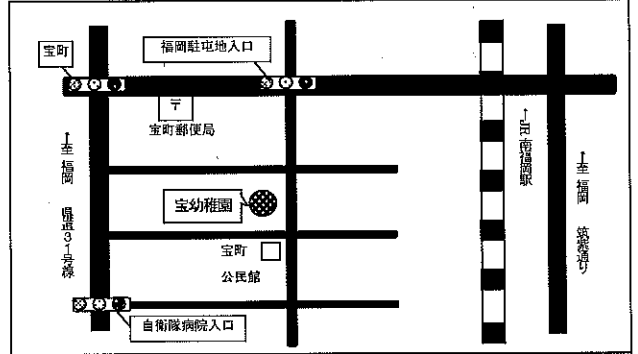 宝町
福岡駐屯地入口
〒
宝町郵便局
←至 福岡 県道31号線
宝幼稚園
宝町
公民館
自衛隊病院入口
←JR 南福岡駅
←至 福岡 筑紫通り